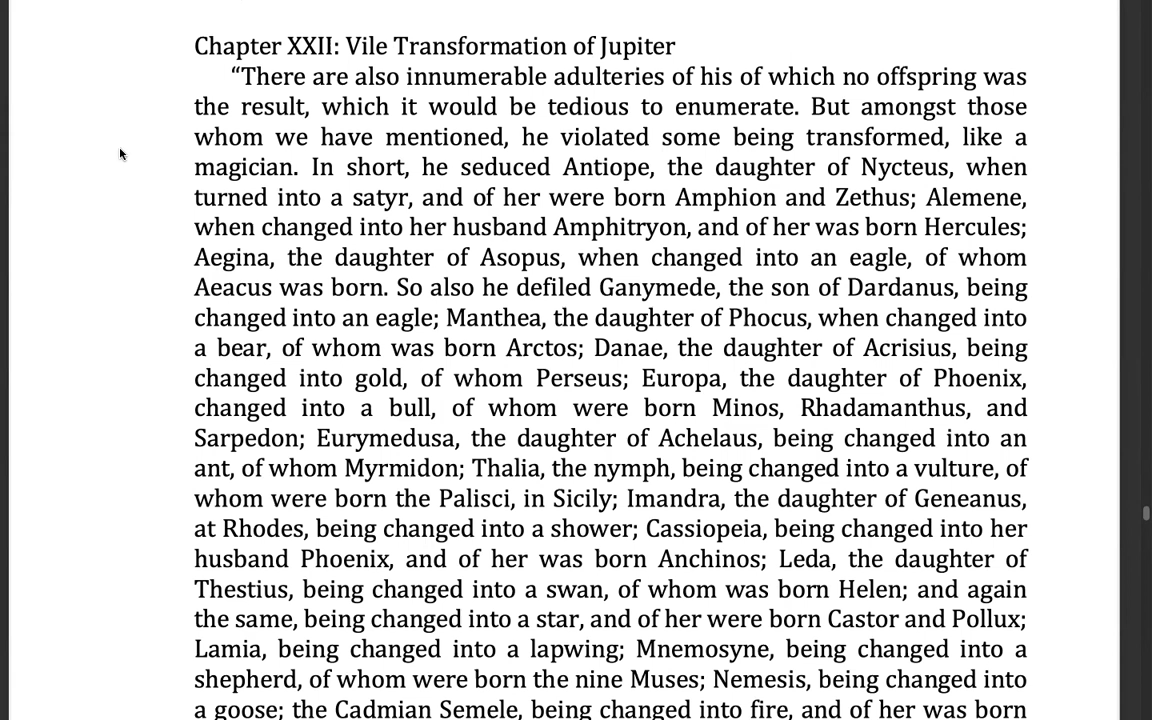 Chapter XXII: Vile Transformation of Jupiter
“There are also innumerable adulteries of his of which no offspring was
the result, which it would be tedious to enumerate. But amongst those
whom we have mentioned, he violated some being transformed, like a
magician. In short, he seduced Antiope, the daughter of Nycteus, when
turned into a satyr, and of her were born Amphion and Zethus; Alemene,
when changed into her husband Amphitryon, and of her was born Hercules;
Aegina, the daughter of Asopus, when changed into an eagle, of whom
Aeacus was born. So also he defiled Ganymede, the son of Dardanus, being
changed into an eagle; Manthea, the daughter of Phocus, when changed into
a bear, of whom was born Arctos; Danae, the daughter of Acrisius, being
changed into gold, of whom Perseus; Europa, the daughter of Phoenix,
changed into a bull, of whom were born Minos, Rhadamanthus, and
Sarpedon; Eurymedusa, the daughter of Achelaus, being changed into an
ant, of whom Myrmidon; Thalia, the nymph, being changed into a vulture, of
whom were born the Palisci, in Sicily; Imandra, the daughter of Geneanus,
at Rhodes, being changed into a shower; Cassiopeia, being changed into her
husband Phoenix, and of her was born Anchinos; Leda, the daughter of
Thestius, being changed into a swan, of whom was born Helen; and again
the same, being changed into a star, and of her were born Castor and Pollux;
Lamia, being changed into a lapwing; Mnemosyne, being changed into a
shepherd, of whom were born the nine Muses; Nemesis, being changed into
a goose; the Cadmian Semele, being changed into fire, and of her was born